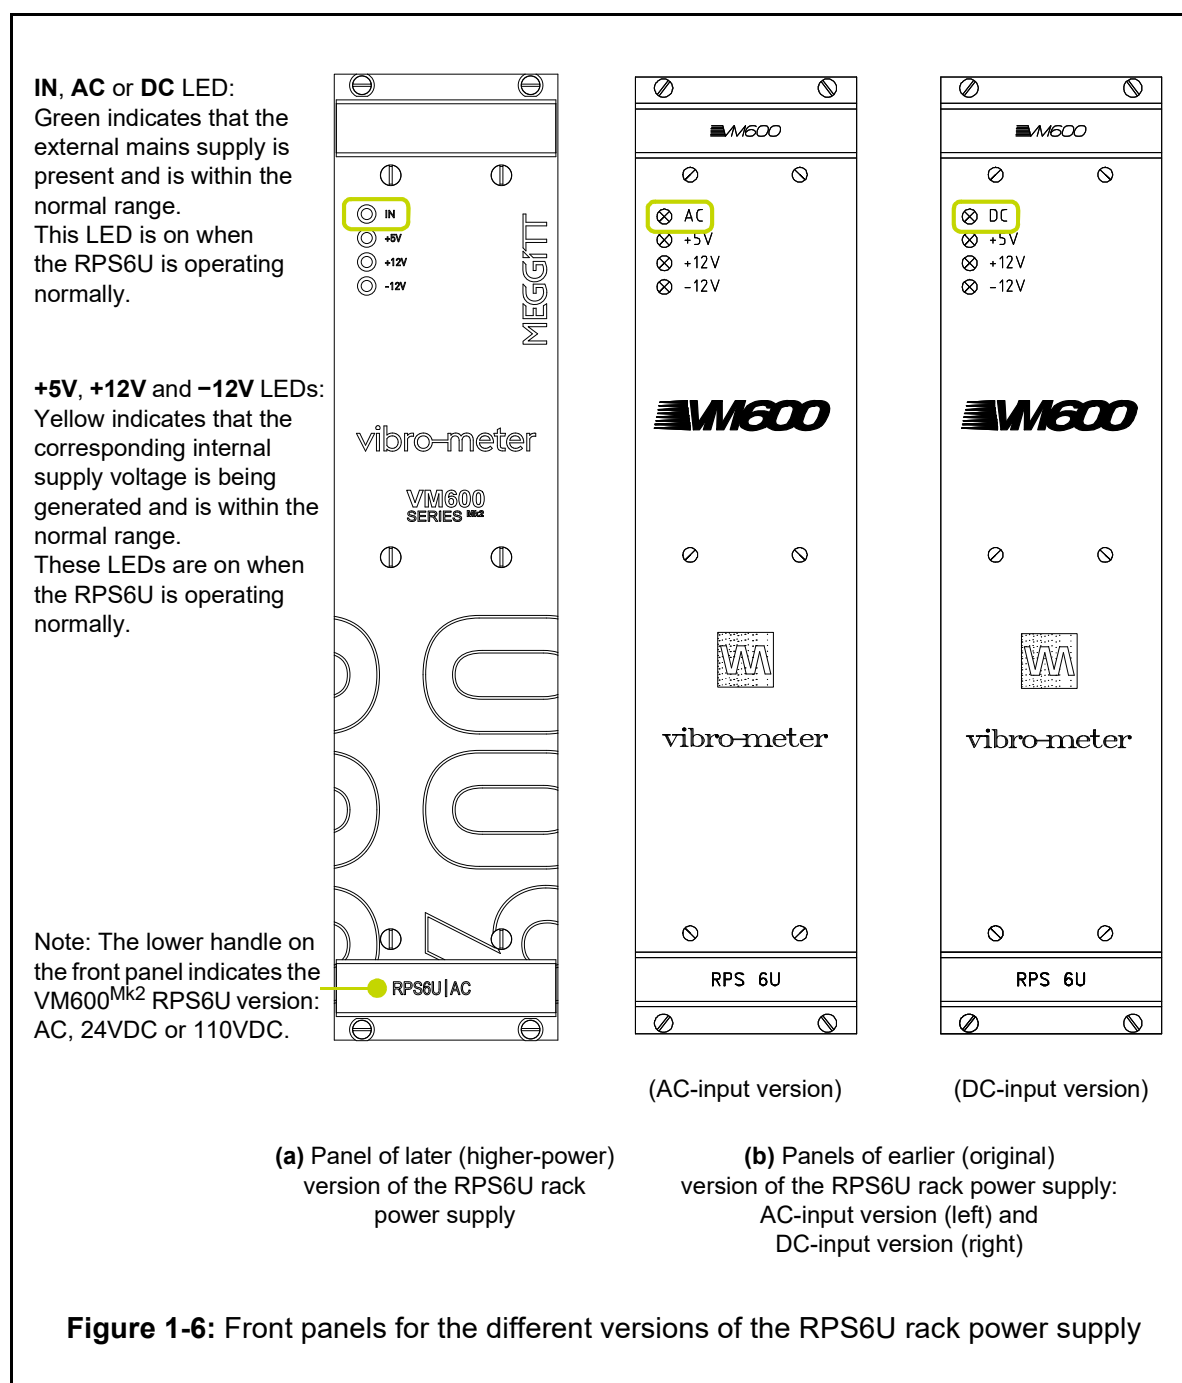 IN, AC or DC LED:
Green indicates that the
external mains supply is
present and is within the
normal range.
This LED is on when
the RPS6U is operating
normally.
+5V, +12V and −12V LEDs:
Yellow indicates that the
corresponding internal
supply voltage is being
generated and is within the
normal range.
These LEDs are on when
the RPS6U is operating
normally.
Note: The lower handle on
the front panel indicates the
VM600Mk2 RPS6U version:
AC, 24VDC or 110VDC.
IN
+5V
+12V
-12V
MEGGITT
vibro-meter
VM600
SERIES Mk2
600
RPS6U|AC
VM600
AC
+5V
+12V
-12V
VM600
VM
vibro-meter
RPS 6U
(AC-input version)
VM600
DC
+5V
+12V
-12V
VM600
VM
vibro-meter
RPS 6U
(DC-input version)
(a) Panel of later (higher-power)
version of the RPS6U rack
power supply
(b) Panels of earlier (original)
version of the RPS6U rack power supply:
AC-input version (left) and
DC-input version (right)
Figure 1-6: Front panels for the different versions of the RPS6U rack power supply